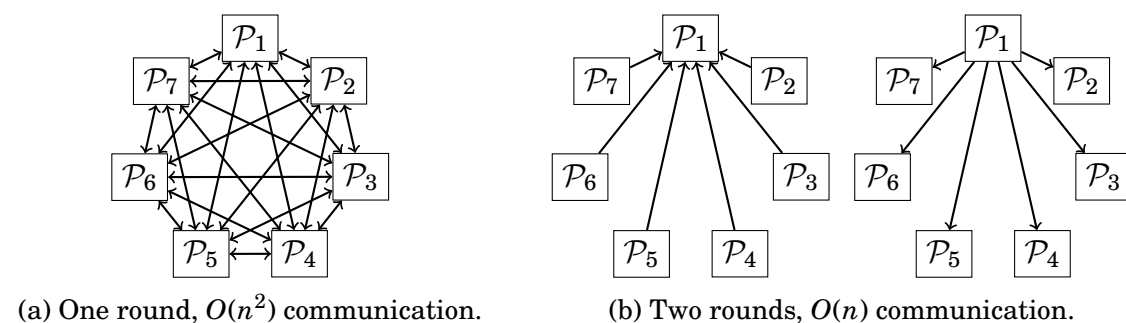 𝒫₁
𝒫₇ 𝒫₂
𝒫₆ 𝒫₃
𝒫₅ 𝒫₄
(a) One round, O(n²) communication.
𝒫₁
𝒫₇ 𝒫₂
𝒫₆ 𝒫₃
𝒫₅ 𝒫₄
𝒫₁
𝒫₇ 𝒫₂
𝒫₆ 𝒫₃
𝒫₅ 𝒫₄
(b) Two rounds, O(n) communication.